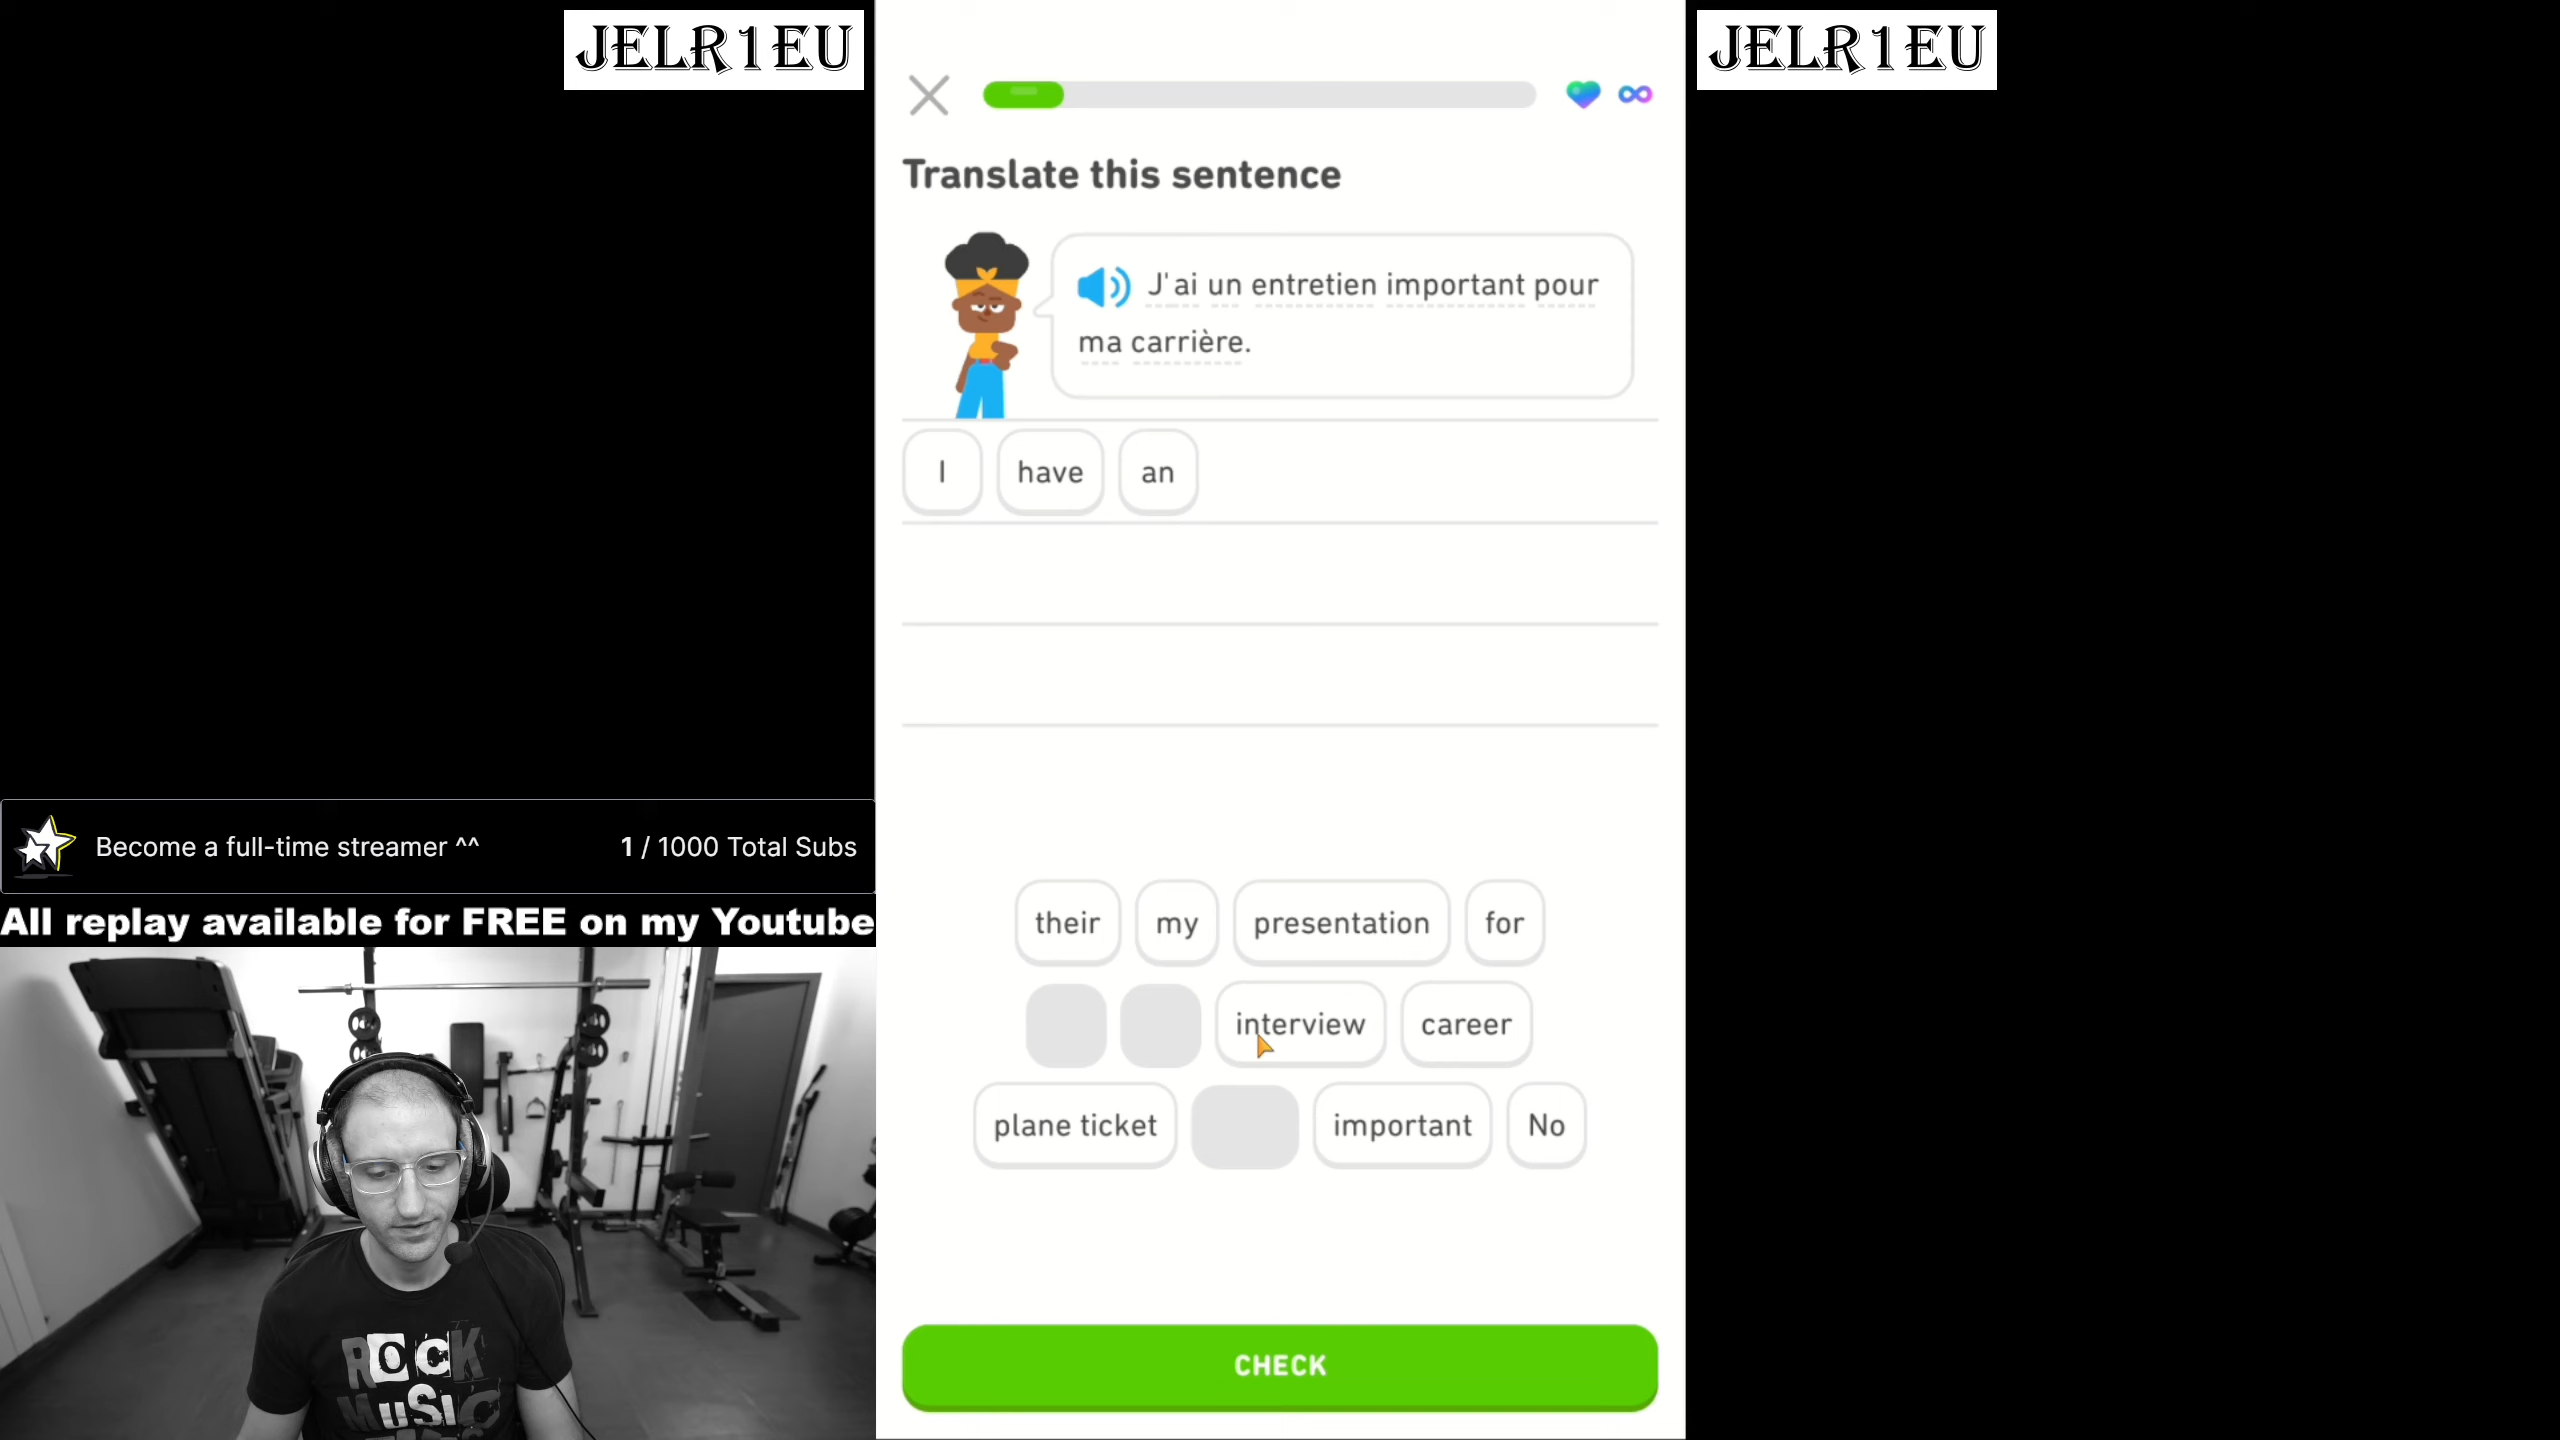 JELR1EU
JELR1EU
Translate this sentence
J'ai un entretien important pour
ma carrière.
I have an
their my presentation for
interview career
plane ticket important No
CHECK
Become a full-time streamer ^^ 1 / 1000 Total Subs
All replay available for FREE on my Youtube
ROCK
MUSIC